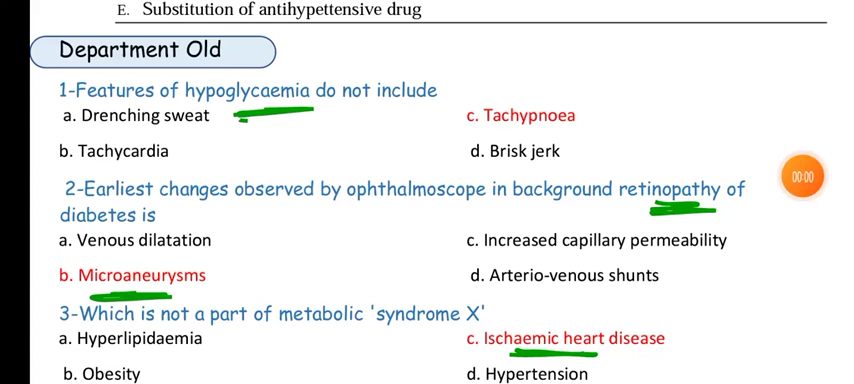 E. Substitution of antihypettensive drug
Department Old
1-Features of hypoglycaemia do not include
a. Drenching sweat c. Tachypnoea
b. Tachycardia d. Brisk jerk
2-Earliest changes observed by ophthalmoscope in background retinopathy of
diabetes is
a. Venous dilatation c. Increased capillary permeability
b. Microaneurysms d. Arterio-venous shunts
3-Which is not a part of metabolic 'syndrome X'
a. Hyperlipidaemia c. Ischaemic heart disease
b. Obesity d. Hypertension
00:00